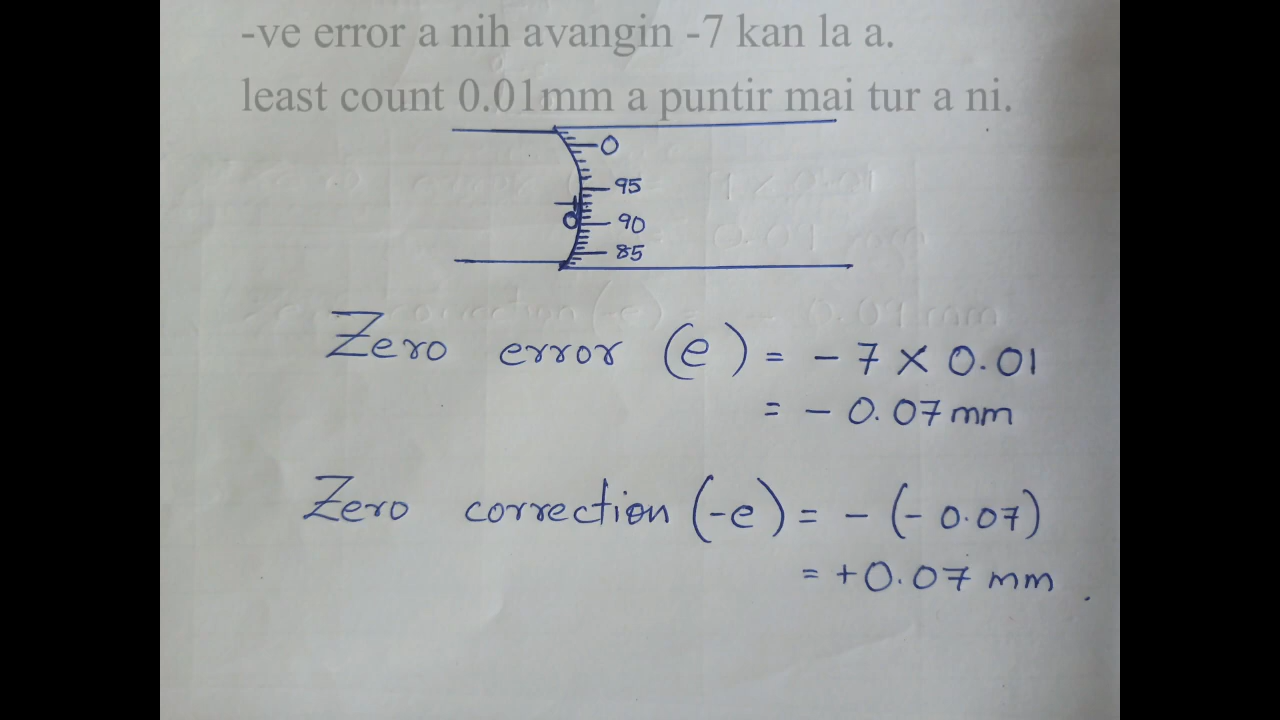 -ve error a nih avangin -7 kan la a.
least count 0.01mm a puntir mai tur a ni.
0
95
0
90
85
Zero error (e) = - 7 × 0.01
= - 0.07 mm
Zero correction (-e) = - (- 0.07)
= +0.07 mm.